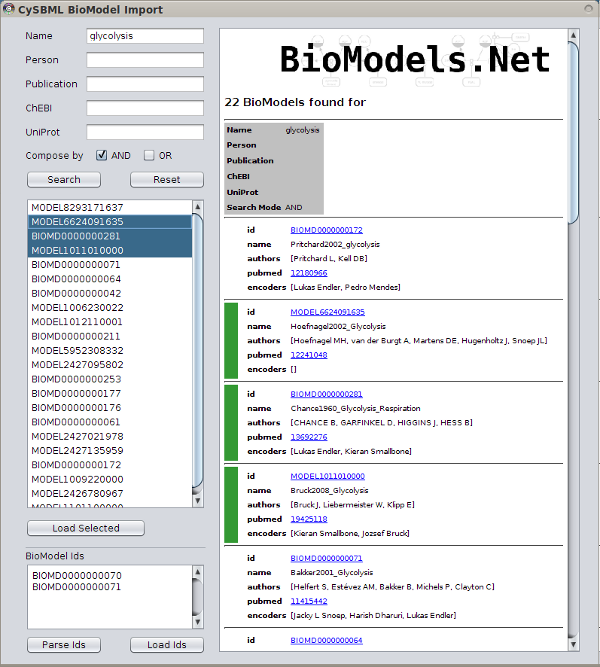 CySBML BioModel Import
Name glycolysis
Person
Publication
ChEBI
UniProt
Compose by AND OR
Search Reset
MODEL8293171637
MODEL6624091635
BIOMD0000000281
MODEL1011010000
BIOMD0000000071
BIOMD0000000064
BIOMD0000000042
MODEL1006230022
MODEL1012110001
BIOMD0000000211
MODEL5952308332
MODEL2427095802
BIOMD0000000253
BIOMD0000000177
BIOMD0000000176
BIOMD0000000061
MODEL2427021978
MODEL2427135959
BIOMD0000000172
MODEL1009220000
MODEL2426780967
MODEL1101100000
Load Selected
BioModel Ids
BIOMD0000000070
BIOMD0000000071
Parse Ids Load Ids
BioModels.Net
22 BioModels found for
Name glycolysis
Person
Publication
ChEBI
UniProt
Search Mode AND
id BIOMD0000000172
name Pritchard2002_glycolysis
authors [Pritchard L, Kell DB]
pubmed 12180966
encoders [Lukas Endler, Pedro Mendes]
id MODEL6624091635
name Hoefnagel2002_Glycolysis
authors [Hoefnagel MH, van der Burgt A, Martens DE, Hugenholtz J, Snoep JL]
pubmed 12241048
encoders []
id BIOMD0000000281
name Chance1960_Glycolysis_Respiration
authors [CHANCE B, GARFINKEL D, HIGGINS J, HESS B]
pubmed 13692276
encoders [Lukas Endler, Kieran Smallbone]
id MODEL1011010000
name Bruck2008_Glycolysis
authors [Bruck J, Liebermeister W, Klipp E]
pubmed 19425118
encoders [Kieran Smallbone, Jozsef Bruck]
id BIOMD0000000071
name Bakker2001_Glycolysis
authors [Helfert S, Estévez AM, Bakker B, Michels P, Clayton C]
pubmed 11415442
encoders [Jacky L Snoep, Harish Dharuri, Lukas Endler]
id BIOMD0000000064